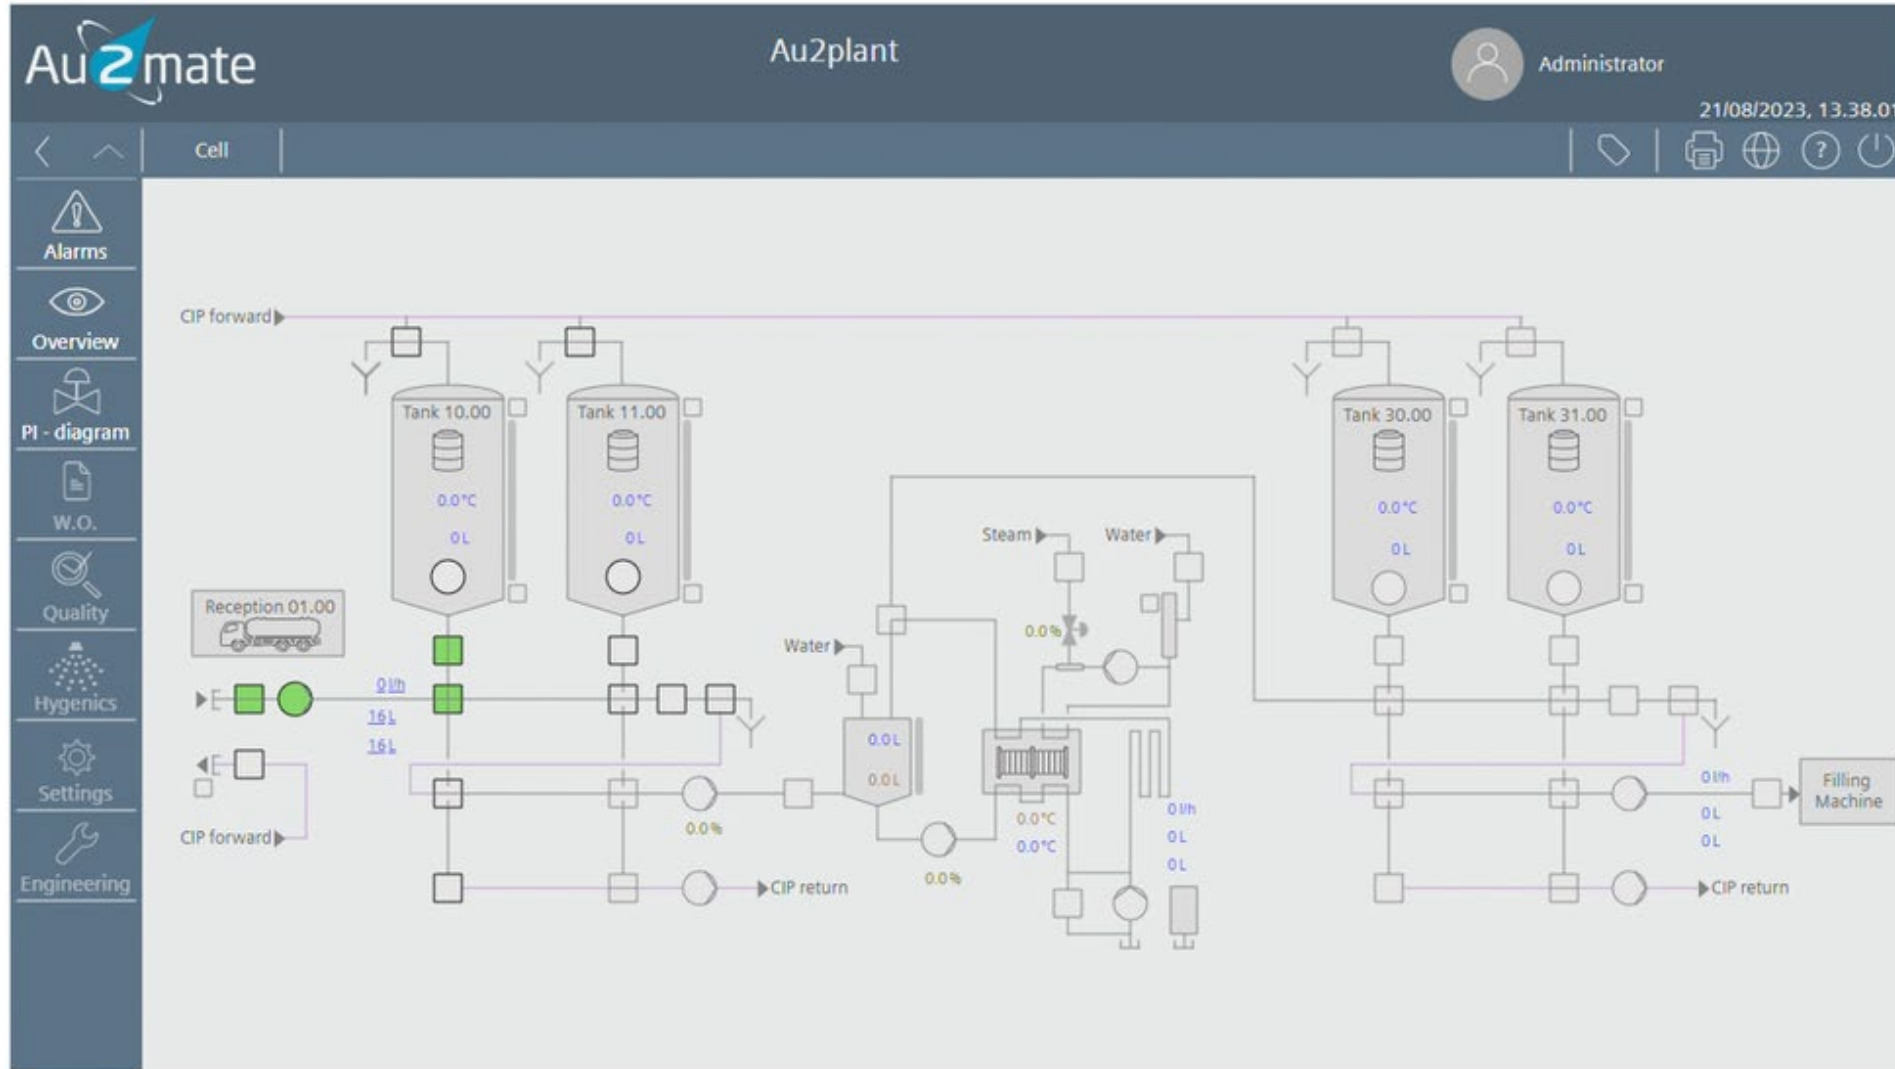 Au2mate
Au2plant
Administrator
21/08/2023, 13.38.01
Cell
?
Alarms
Overview
PI - diagram
W.O.
Quality
Hygenics
Settings
Engineering
CIP forward
Tank 10.00
0.0°C
0 L
Tank 11.00
0.0°C
0 L
Tank 30.00
0.0°C
0 L
Tank 31.00
0.0°C
0 L
Steam
Water
0.0%
Reception 01.00
0 l/h
16 L
16 L
Water
0.0 L
0.0 L
CIP forward
0.0%
CIP return
0.0%
0.0°C
0.0°C
0 l/h
0 L
0 L
0 l/h
0 L
0 L
Filling
Machine
CIP return